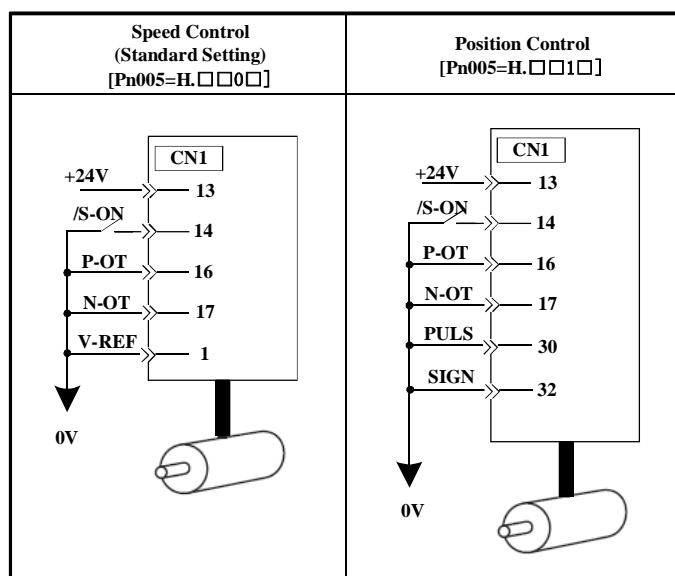 Speed Control
(Standard Setting)
[Pn005=H.□□0□]
CN1
+24V
13
/S-ON
14
P-OT
16
N-OT
17
V-REF
1
0V
Position Control
[Pn005=H.□□1□]
CN1
+24V
13
/S-ON
14
P-OT
16
N-OT
17
PULS
30
SIGN
32
0V